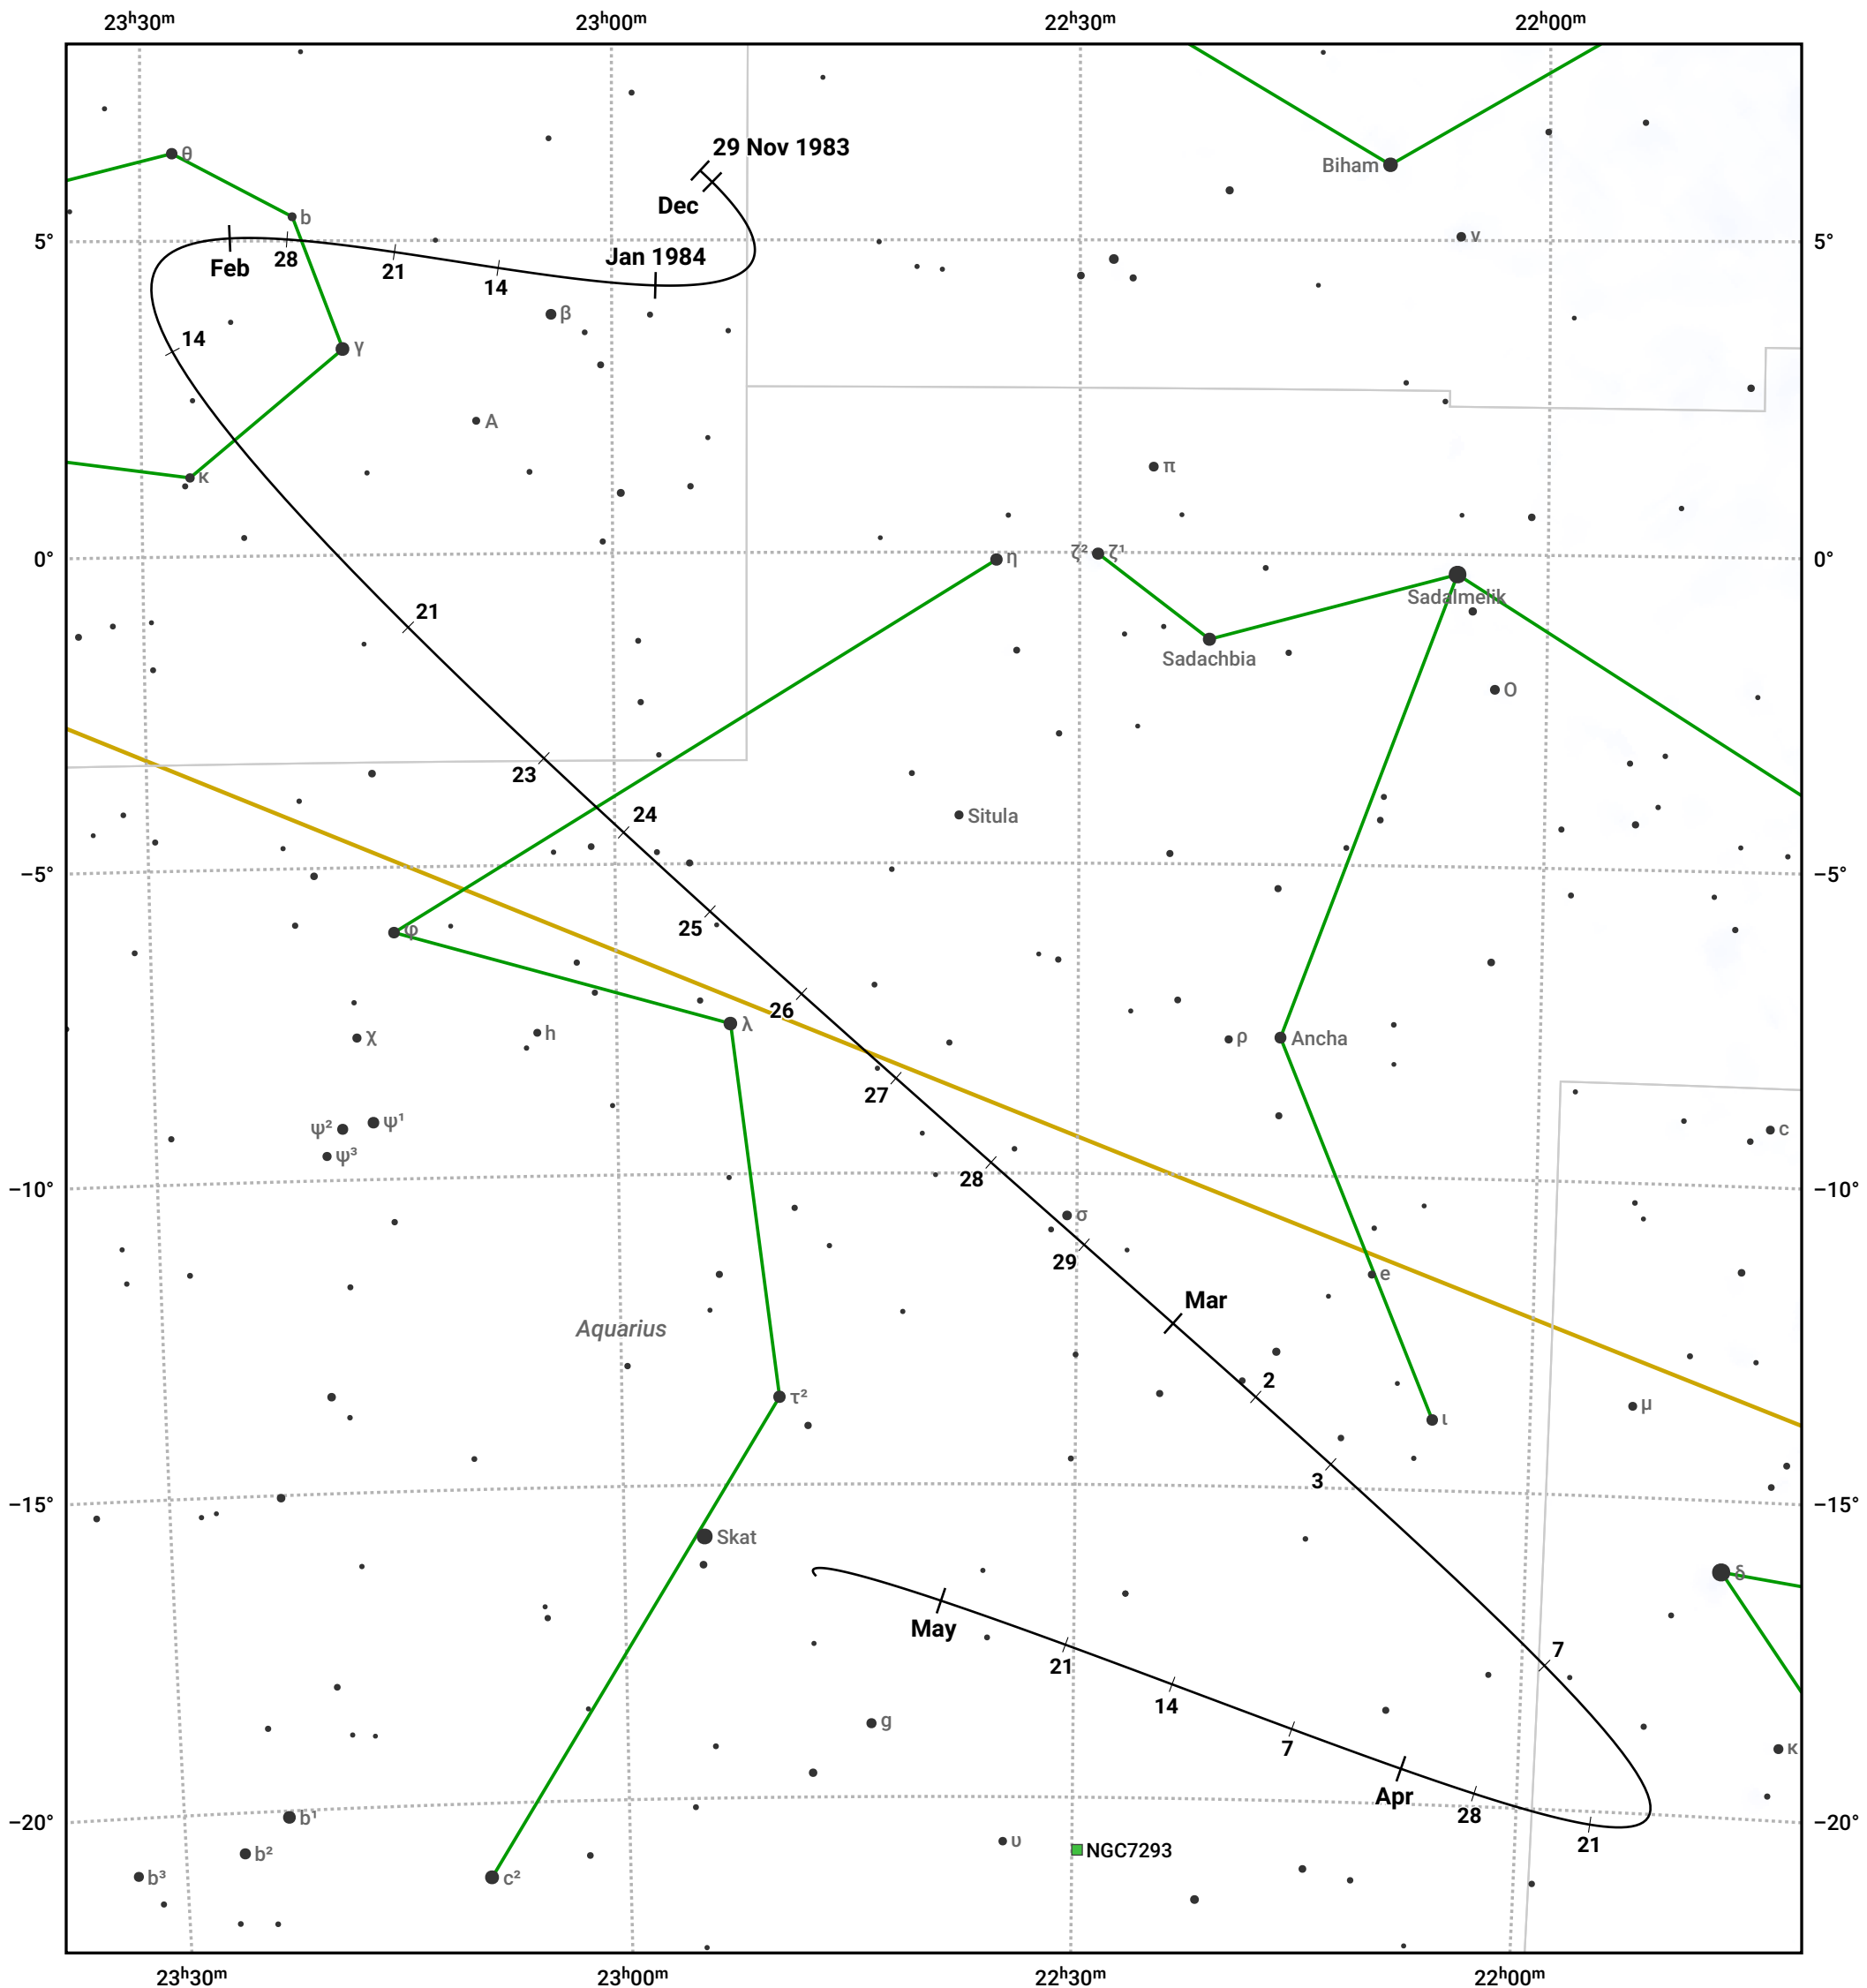 23ʰ30ᵐ 23ʰ00ᵐ 22ʰ30ᵐ 22ʰ00ᵐ
29 Nov 1983
θ
Biham
Dec
b
ν
5° 5°
Jan 1984
Feb 28 21 14
β
14 γ
A
π
κ
0° η ζ² ζ¹ 0°
Sadalmelik
21
Sadachbia
ο
23
24 Situla
−5° −5°
25 φ
26
λ
χ h ρ Ancha
27
ψ² ψ¹ c
ψ³
28
−10° −10°
σ
29
e
Mar
Aquarius
2
τ² μ
ι
3
−15° −15°
Skat
δ
May
7
21
14
g
7 κ
Apr
28
b¹ −20° −20°
21
υ NGC7293
b²
b³ c²
23ʰ30ᵐ 23ʰ00ᵐ 22ʰ30ᵐ 22ʰ00ᵐ